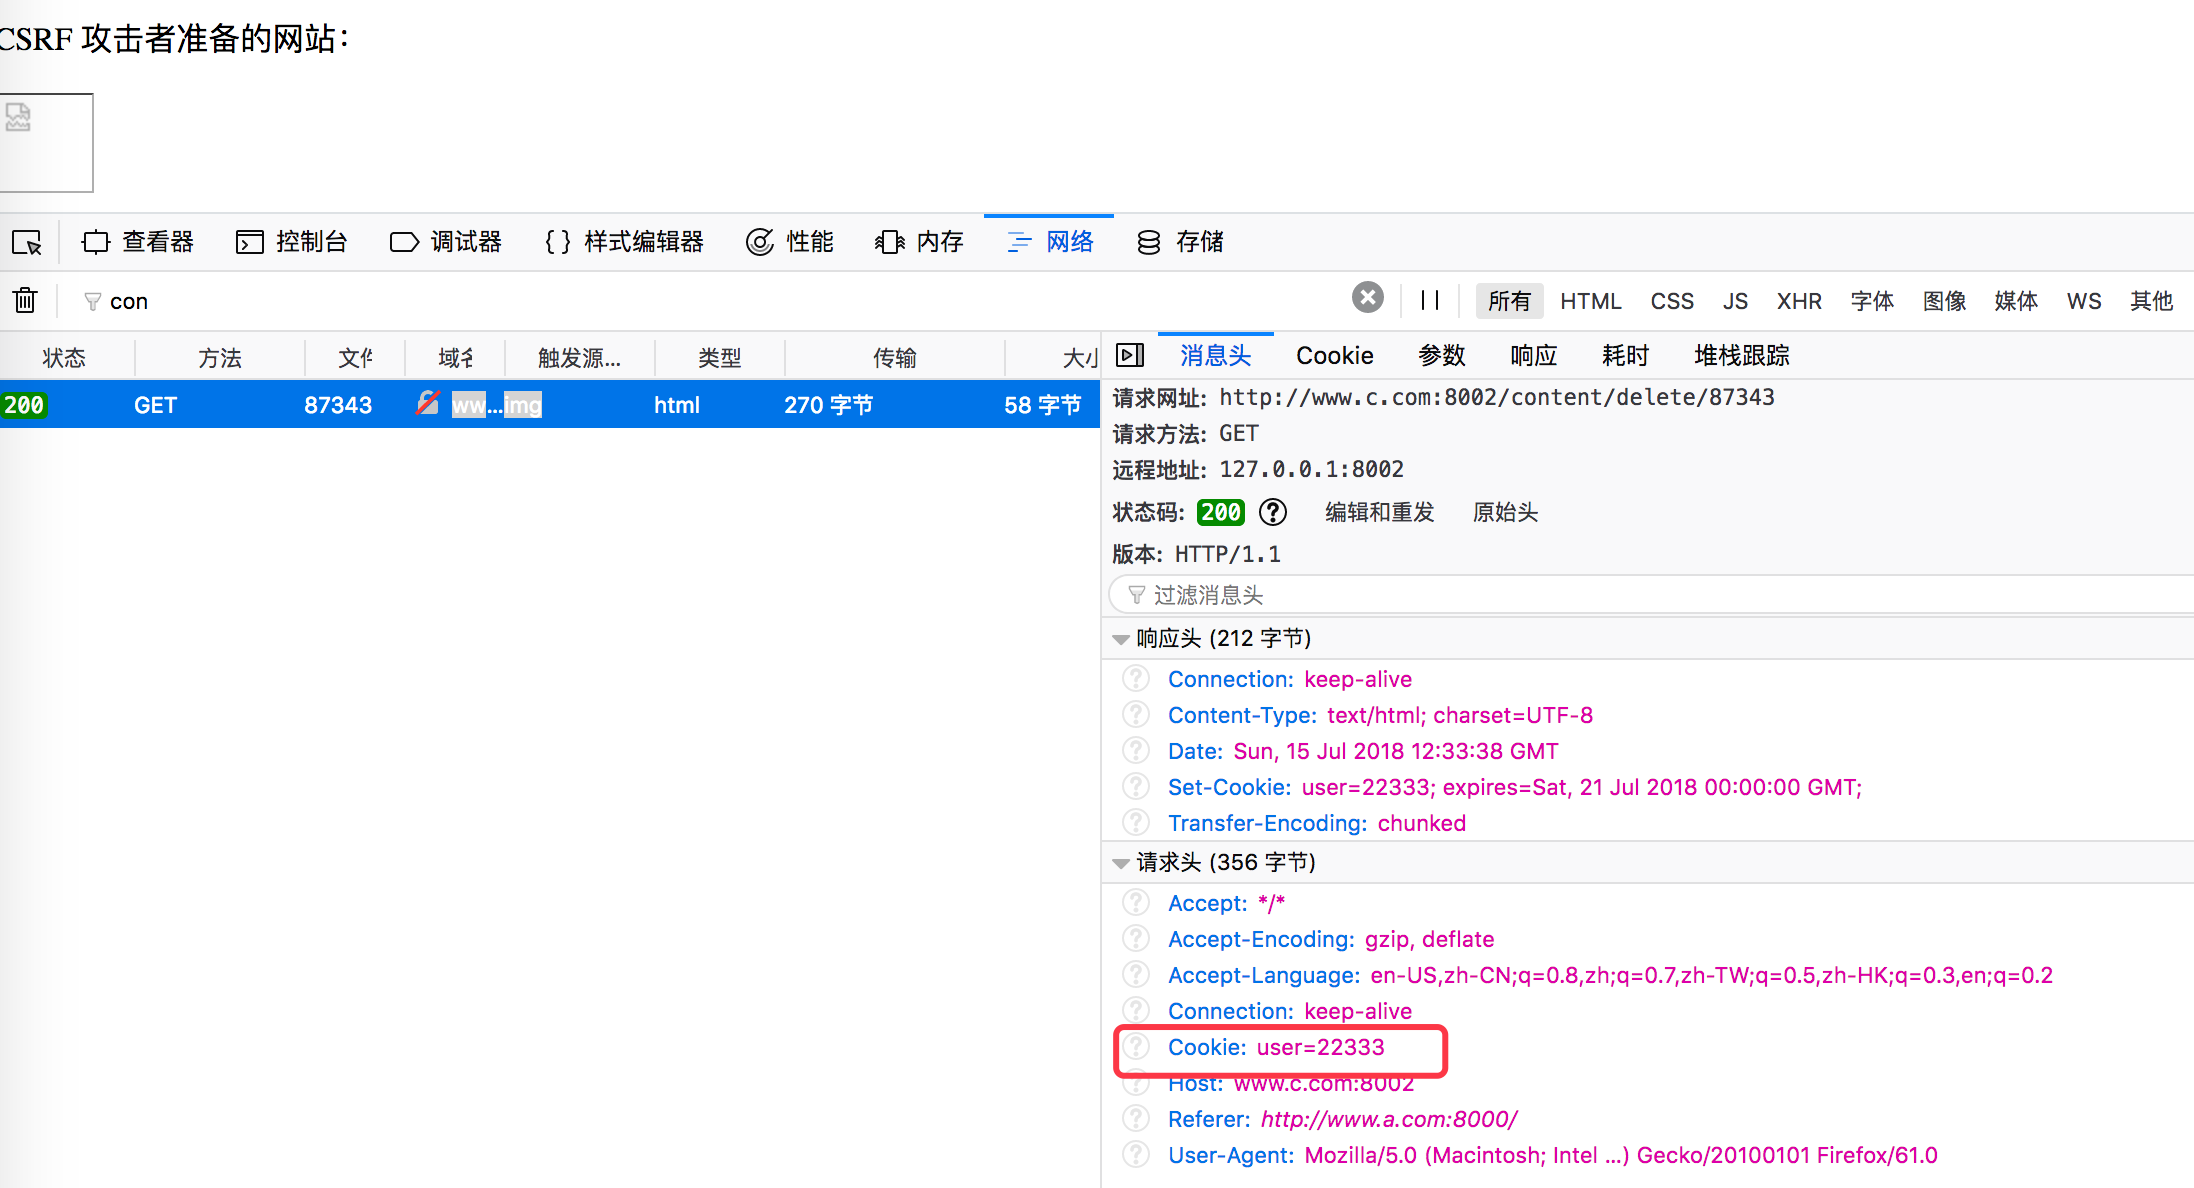 CSRF 攻击者准备的网站：
查看器 控制台 调试器 {} 样式编辑器 性能 内存 网络 存储
con 所有 HTML CSS JS XHR 字体 图像 媒体 WS 其他
状态 方法 文件 域名 触发源... 类型 传输 大小
消息头 Cookie 参数 响应 耗时 堆栈跟踪
200 GET 87343 ww...img html 270 字节 58 字节
请求网址: http://www.c.com:8002/content/delete/87343
请求方法: GET
远程地址: 127.0.0.1:8002
状态码: 200 编辑和重发 原始头
版本: HTTP/1.1
过滤消息头
响应头 (212 字节)
Connection: keep-alive
Content-Type: text/html; charset=UTF-8
Date: Sun, 15 Jul 2018 12:33:38 GMT
Set-Cookie: user=22333; expires=Sat, 21 Jul 2018 00:00:00 GMT;
Transfer-Encoding: chunked
请求头 (356 字节)
Accept: */*
Accept-Encoding: gzip, deflate
Accept-Language: en-US,zh-CN;q=0.8,zh;q=0.7,zh-TW;q=0.5,zh-HK;q=0.3,en;q=0.2
Connection: keep-alive
Cookie: user=22333
Host: www.c.com:8002
Referer: http://www.a.com:8000/
User-Agent: Mozilla/5.0 (Macintosh; Intel ...) Gecko/20100101 Firefox/61.0